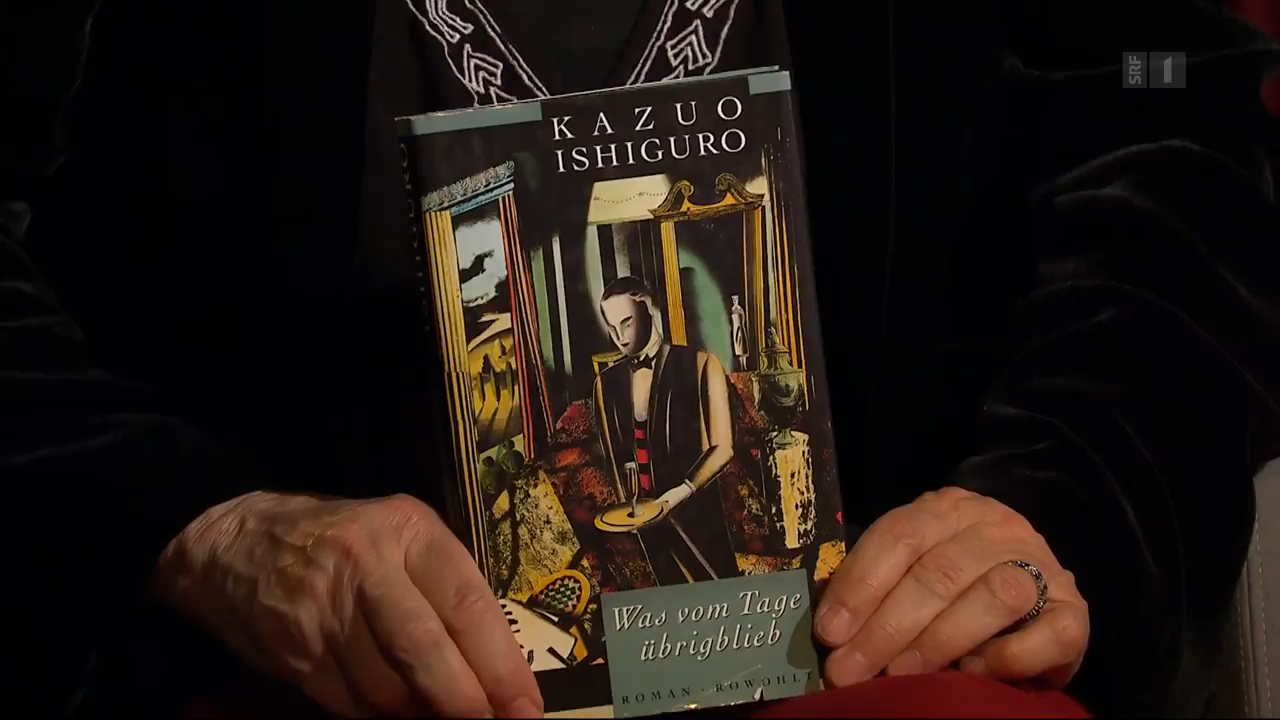 SRF 1
KAZUO
ISHIGURO
Was vom Tage
übrigblieb
ROMAN · ROWOHLT